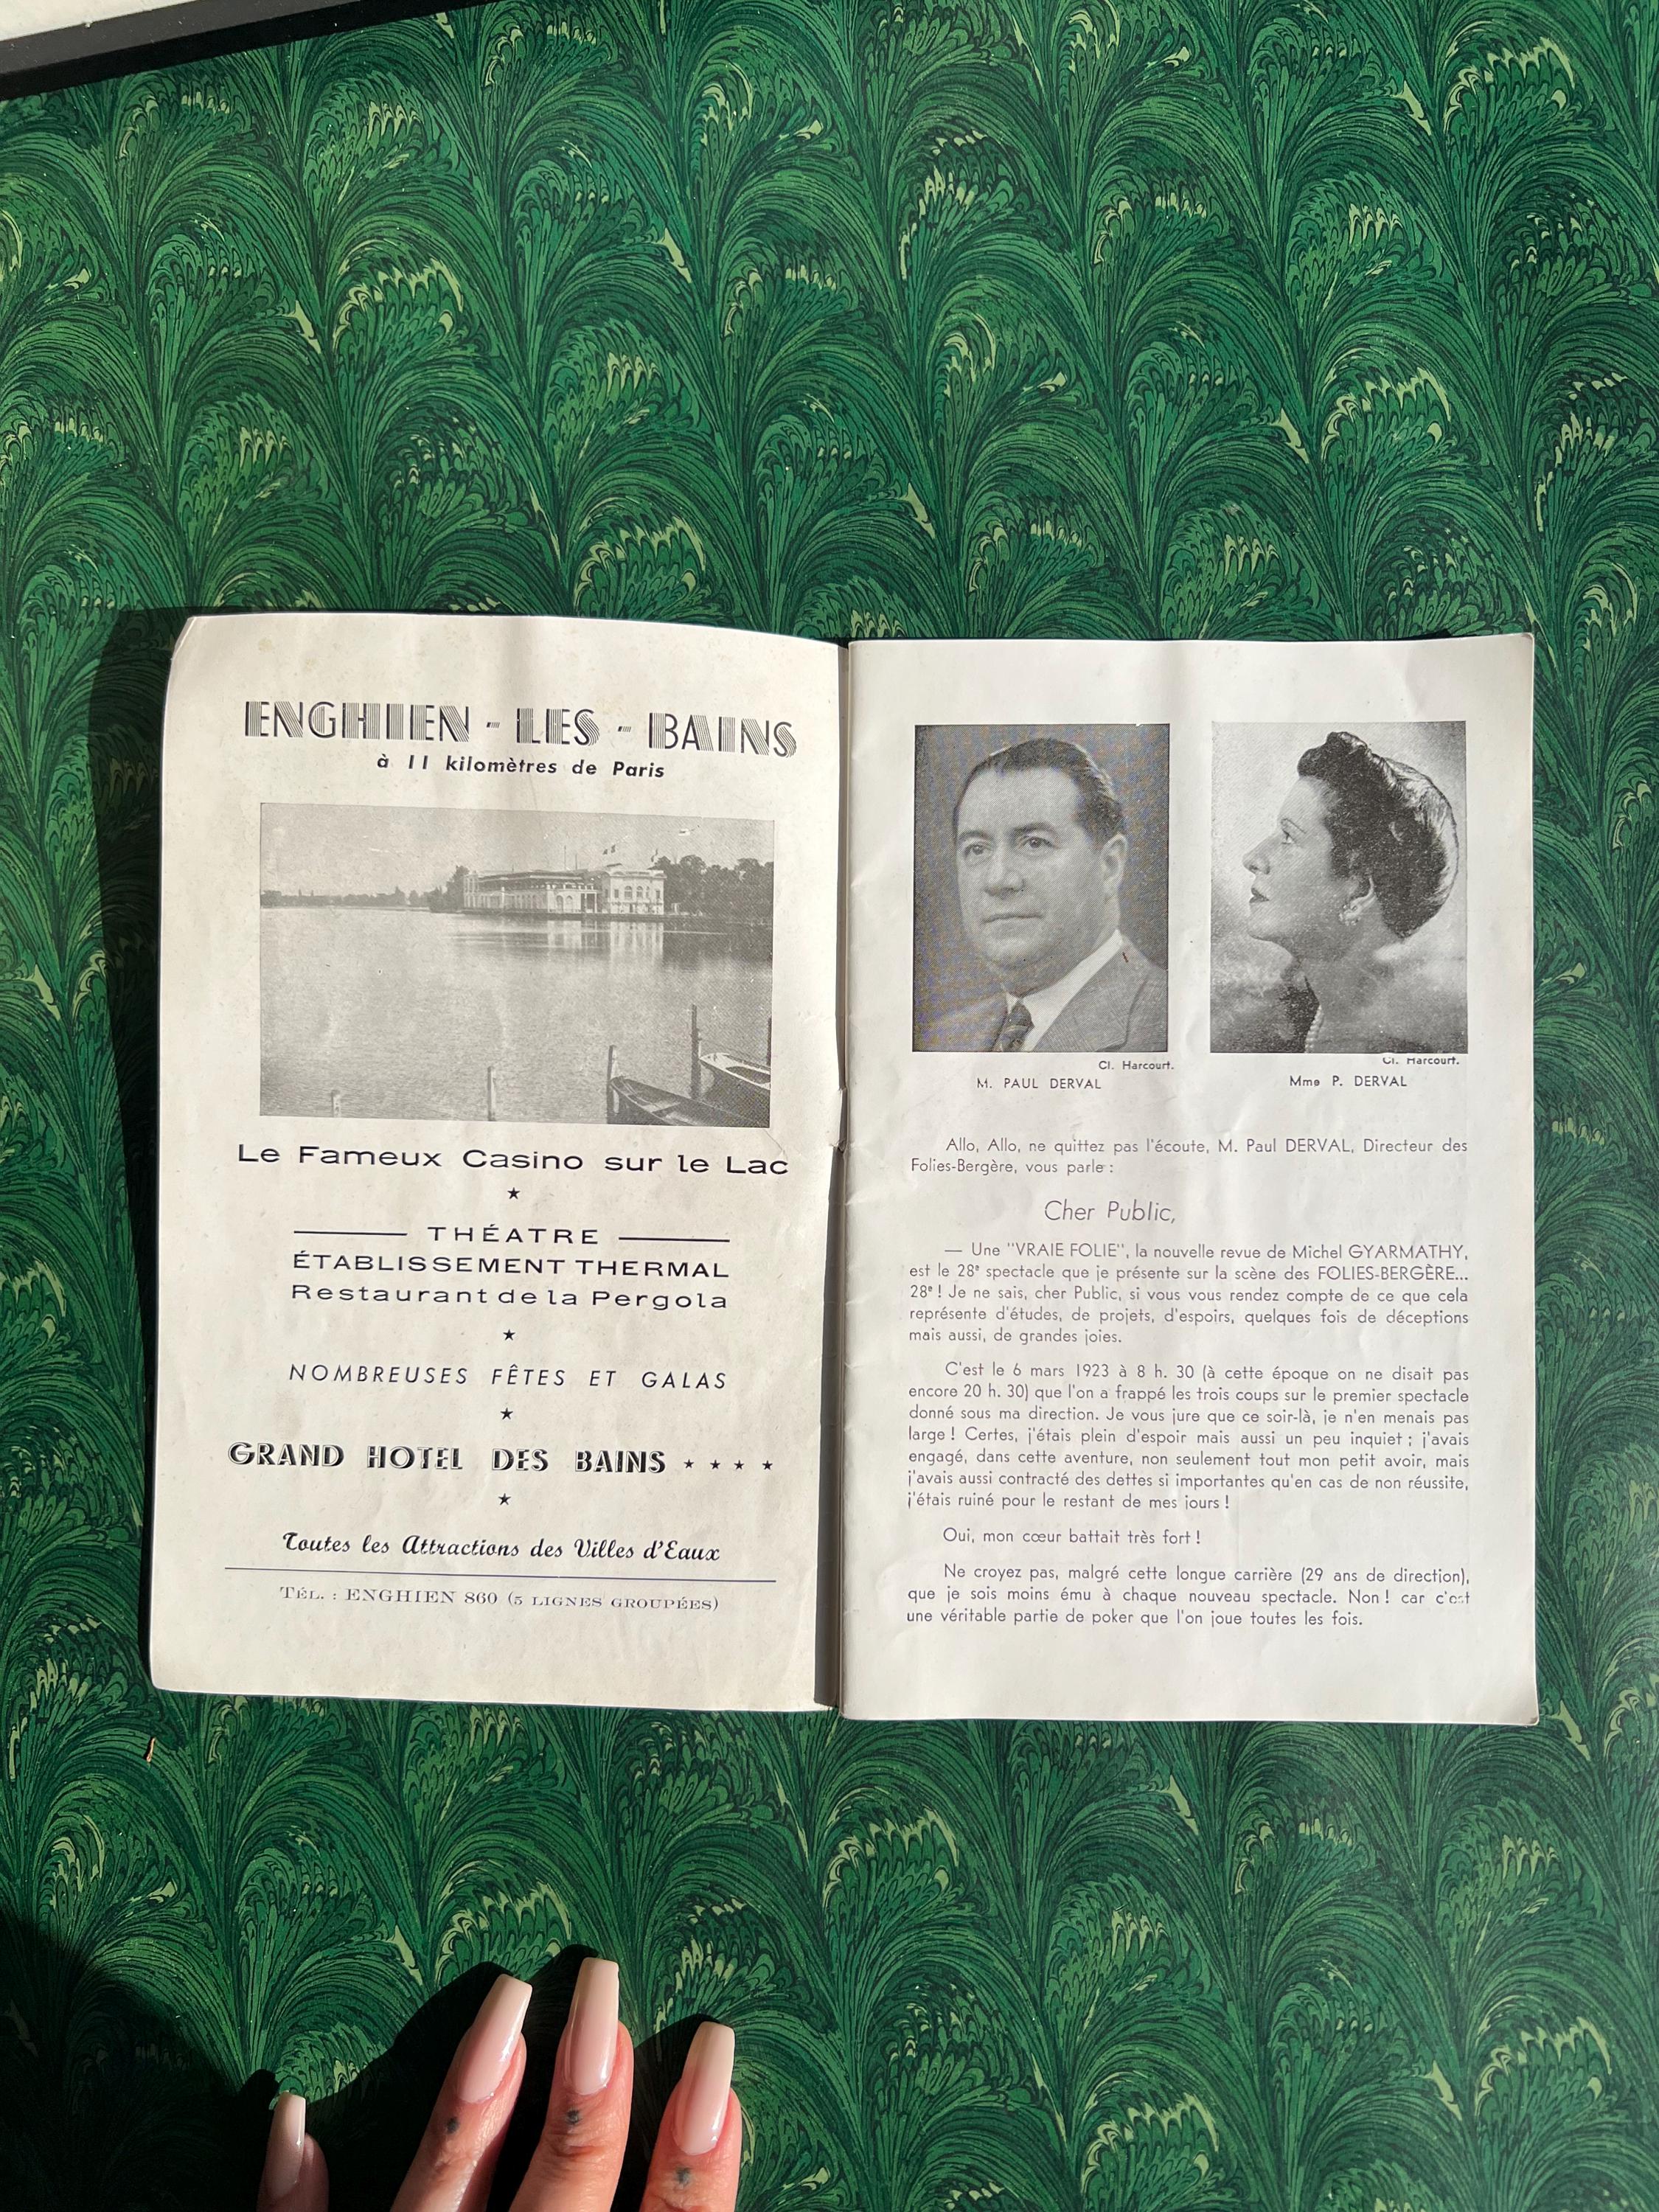 ENGHIEN - LES - BAINS
à 11 kilomètres de Paris
Le Fameux Casino sur le Lac
★
THÉATRE
ÉTABLISSEMENT THERMAL
Restaurant de la Pergola
★
NOMBREUSES FÊTES ET GALAS
★
GRAND HOTEL DES BAINS ★ ★ ★ ★
★
Toutes les Attractions des Villes d'Eaux
TÉL. : ENGHIEN 860 (5 LIGNES GROUPÉES)
Cl. Harcourt.
M. PAUL DERVAL
Cl. Harcourt.
Mme P. DERVAL
Allo, Allo, ne quittez pas l'écoute, M. Paul DERVAL, Directeur des
Folies-Bergère, vous parle :
Cher Public,
— Une "VRAIE FOLIE", la nouvelle revue de Michel GYARMATHY,
est le 28e spectacle que je présente sur la scène des FOLIES-BERGÈRE...
28e ! Je ne sais, cher Public, si vous vous rendez compte de ce que cela
représente d'études, de projets, d'espoirs, quelques fois de déceptions
mais aussi, de grandes joies.
C'est le 6 mars 1923 à 8 h. 30 (à cette époque on ne disait pas
encore 20 h. 30) que l'on a frappé les trois coups sur le premier spectacle
donné sous ma direction. Je vous jure que ce soir-là, je n'en menais pas
large ! Certes, j'étais plein d'espoir mais aussi un peu inquiet ; j'avais
engagé, dans cette aventure, non seulement tout mon petit avoir, mais
j'avais aussi contracté des dettes si importantes qu'en cas de non réussite,
j'étais ruiné pour le restant de mes jours !
Oui, mon cœur battait très fort !
Ne croyez pas, malgré cette longue carrière (29 ans de direction),
que je sois moins ému à chaque nouveau spectacle. Non ! car c'est
une véritable partie de poker que l'on joue toutes les fois.